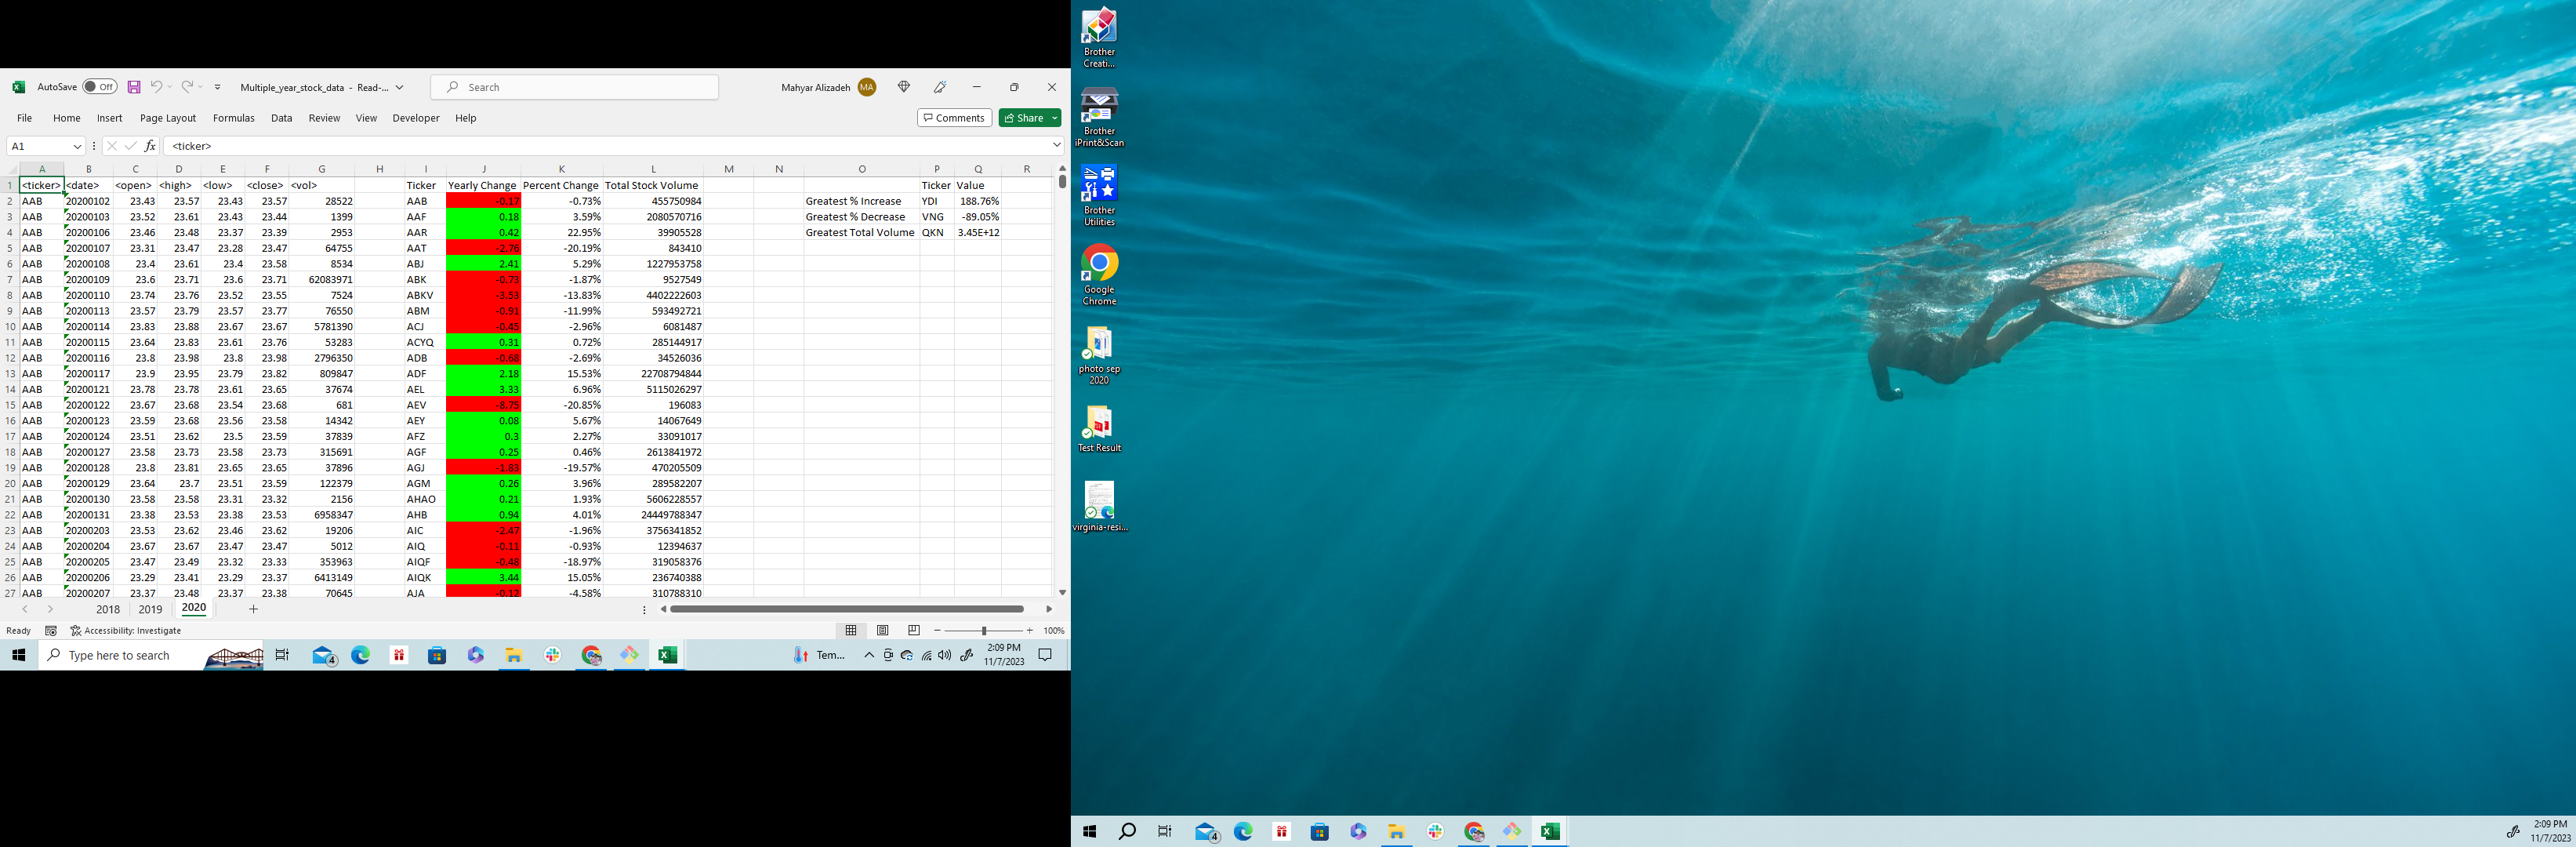 AutoSave Off Multiple_year_stock_data - Read-... Search Mahyar Alizadeh MA
File Home Insert Page Layout Formulas Data Review View Developer Help Comments Share
A1 fx <ticker>
A B C D E F G H I J K L M N O P Q R
1 <ticker> <date> <open> <high> <low> <close> <vol> Ticker Yearly Change Percent Change Total Stock Volume Ticker Value
2 AAB 20200102 23.43 23.57 23.43 23.57 28522 AAB -0.17 -0.73% 455750984 Greatest % Increase YDI 188.76%
3 AAB 20200103 23.52 23.61 23.43 23.44 1399 AAF 0.18 3.59% 2080570716 Greatest % Decrease VNG -89.05%
4 AAB 20200106 23.46 23.48 23.37 23.39 2953 AAR 0.42 22.95% 39905528 Greatest Total Volume QKN 3.45E+12
5 AAB 20200107 23.31 23.47 23.28 23.47 64755 AAT -2.76 -20.19% 843410
6 AAB 20200108 23.4 23.61 23.4 23.58 8534 ABJ 2.41 5.29% 1227953758
7 AAB 20200109 23.6 23.71 23.6 23.71 62083971 ABK -0.73 -1.87% 9527549
8 AAB 20200110 23.74 23.76 23.52 23.55 7524 ABKV -3.53 -13.83% 4402222603
9 AAB 20200113 23.57 23.79 23.57 23.77 76550 ABM -0.91 -11.99% 593492721
10 AAB 20200114 23.83 23.88 23.67 23.67 5781390 ACJ -0.45 -2.96% 6081487
11 AAB 20200115 23.64 23.83 23.61 23.76 53283 ACYQ 0.31 0.72% 285144917
12 AAB 20200116 23.8 23.98 23.8 23.98 2796350 ADB -0.68 -2.69% 34526036
13 AAB 20200117 23.9 23.95 23.79 23.82 809847 ADF 2.18 15.53% 22708794844
14 AAB 20200121 23.78 23.78 23.61 23.65 37674 AEL 3.33 6.96% 5115026297
15 AAB 20200122 23.67 23.68 23.54 23.68 681 AEV -8.75 -20.85% 196083
16 AAB 20200123 23.59 23.68 23.56 23.58 14342 AEY 0.08 5.67% 14067649
17 AAB 20200124 23.51 23.62 23.5 23.59 37839 AFZ 0.3 2.27% 33091017
18 AAB 20200127 23.58 23.73 23.58 23.73 315691 AGF 0.25 0.46% 2613841972
19 AAB 20200128 23.8 23.81 23.65 23.65 37896 AGJ -1.83 -19.57% 470205509
20 AAB 20200129 23.64 23.7 23.51 23.59 122379 AGM 0.26 3.96% 289582207
21 AAB 20200130 23.58 23.58 23.31 23.32 2156 AHAO 0.21 1.93% 5606228557
22 AAB 20200131 23.38 23.53 23.38 23.53 6958347 AHB 0.94 4.01% 24449788347
23 AAB 20200203 23.53 23.62 23.46 23.62 19206 AIC -2.47 -1.96% 3756341852
24 AAB 20200204 23.67 23.67 23.47 23.47 5012 AIQ -0.11 -0.93% 12394637
25 AAB 20200205 23.47 23.49 23.32 23.33 353963 AIQF -0.48 -18.97% 319058376
26 AAB 20200206 23.29 23.41 23.29 23.37 6413149 AIQK 3.44 15.05% 236740388
27 AAB 20200207 23.37 23.48 23.37 23.38 70645 AJA -0.12 -4.58% 310788310
2018 2019 2020
Ready Accessibility: Investigate 100%
Type here to search 4 Tem... 2:09 PM
11/7/2023
Brother
Creati...
Brother
iPrint&Scan
Brother
Utilities
Google
Chrome
photo sep
2020
Test Result
virginia-resi...
4 2:09 PM
11/7/2023